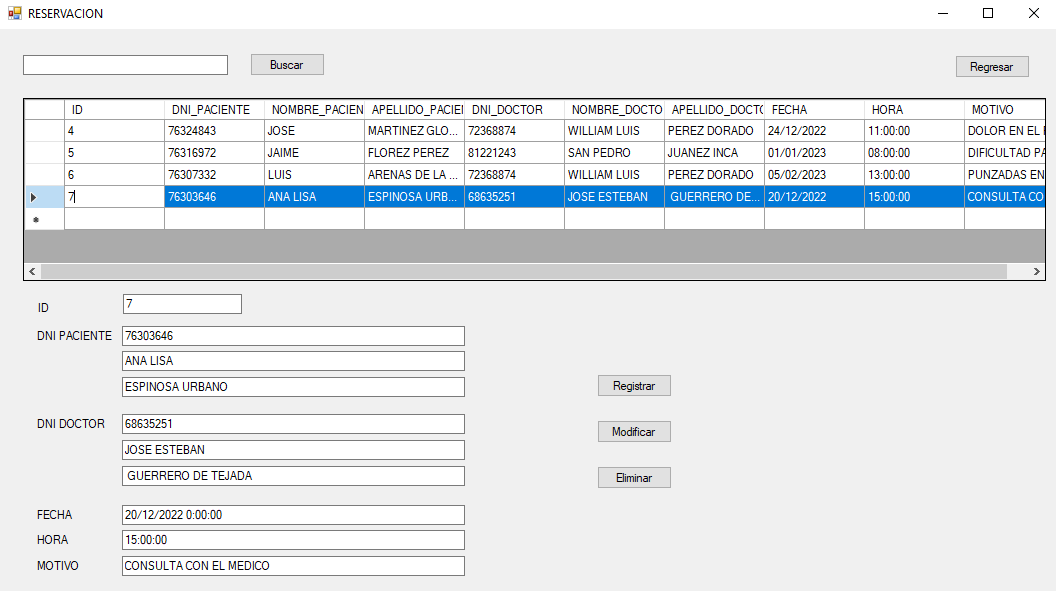 RESERVACION
Buscar
Regresar
ID DNI_PACIENTE NOMBRE_PACIEN APELLIDO_PACIEI DNI_DOCTOR NOMBRE_DOCTO APELLIDO_DOCTO FECHA HORA MOTIVO
4 76324843 JOSE MARTINEZ GLO... 72368874 WILLIAM LUIS PEREZ DORADO 24/12/2022 11:00:00 DOLOR EN EL
5 76316972 JAIME FLOREZ PEREZ 81221243 SAN PEDRO JUANEZ INCA 01/01/2023 08:00:00 DIFICULTAD PA
6 76307332 LUIS ARENAS DE LA ... 72368874 WILLIAM LUIS PEREZ DORADO 05/02/2023 13:00:00 PUNZADAS EN
7 76303646 ANA LISA ESPINOSA URB... 68635251 JOSE ESTEBAN GUERRERO DE... 20/12/2022 15:00:00 CONSULTA CO
ID 7
DNI PACIENTE 76303646
ANA LISA
ESPINOSA URBANO
Registrar
DNI DOCTOR 68635251
Modificar
JOSE ESTEBAN
GUERRERO DE TEJADA
Eliminar
FECHA 20/12/2022 0:00:00
HORA 15:00:00
MOTIVO CONSULTA CON EL MEDICO